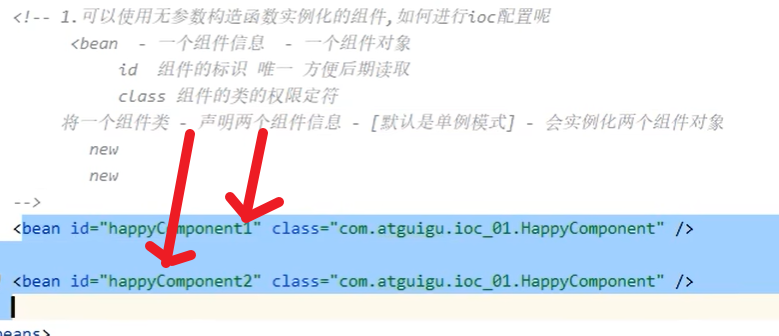 <!-- 1.可以使用无参数构造函数实例化的组件,如何进行ioc配置呢
<bean - 一个组件信息 - 一个组件对象
id 组件的标识 唯一 方便后期读取
class 组件的类的权限定符
将一个组件类 - 声明两个组件信息 - [默认是单例模式] - 会实例化两个组件对象
new
new
-->
<bean id="happyComponent1" class="com.atguigu.ioc_01.HappyComponent" />
<bean id="happyComponent2" class="com.atguigu.ioc_01.HappyComponent" />
beans>